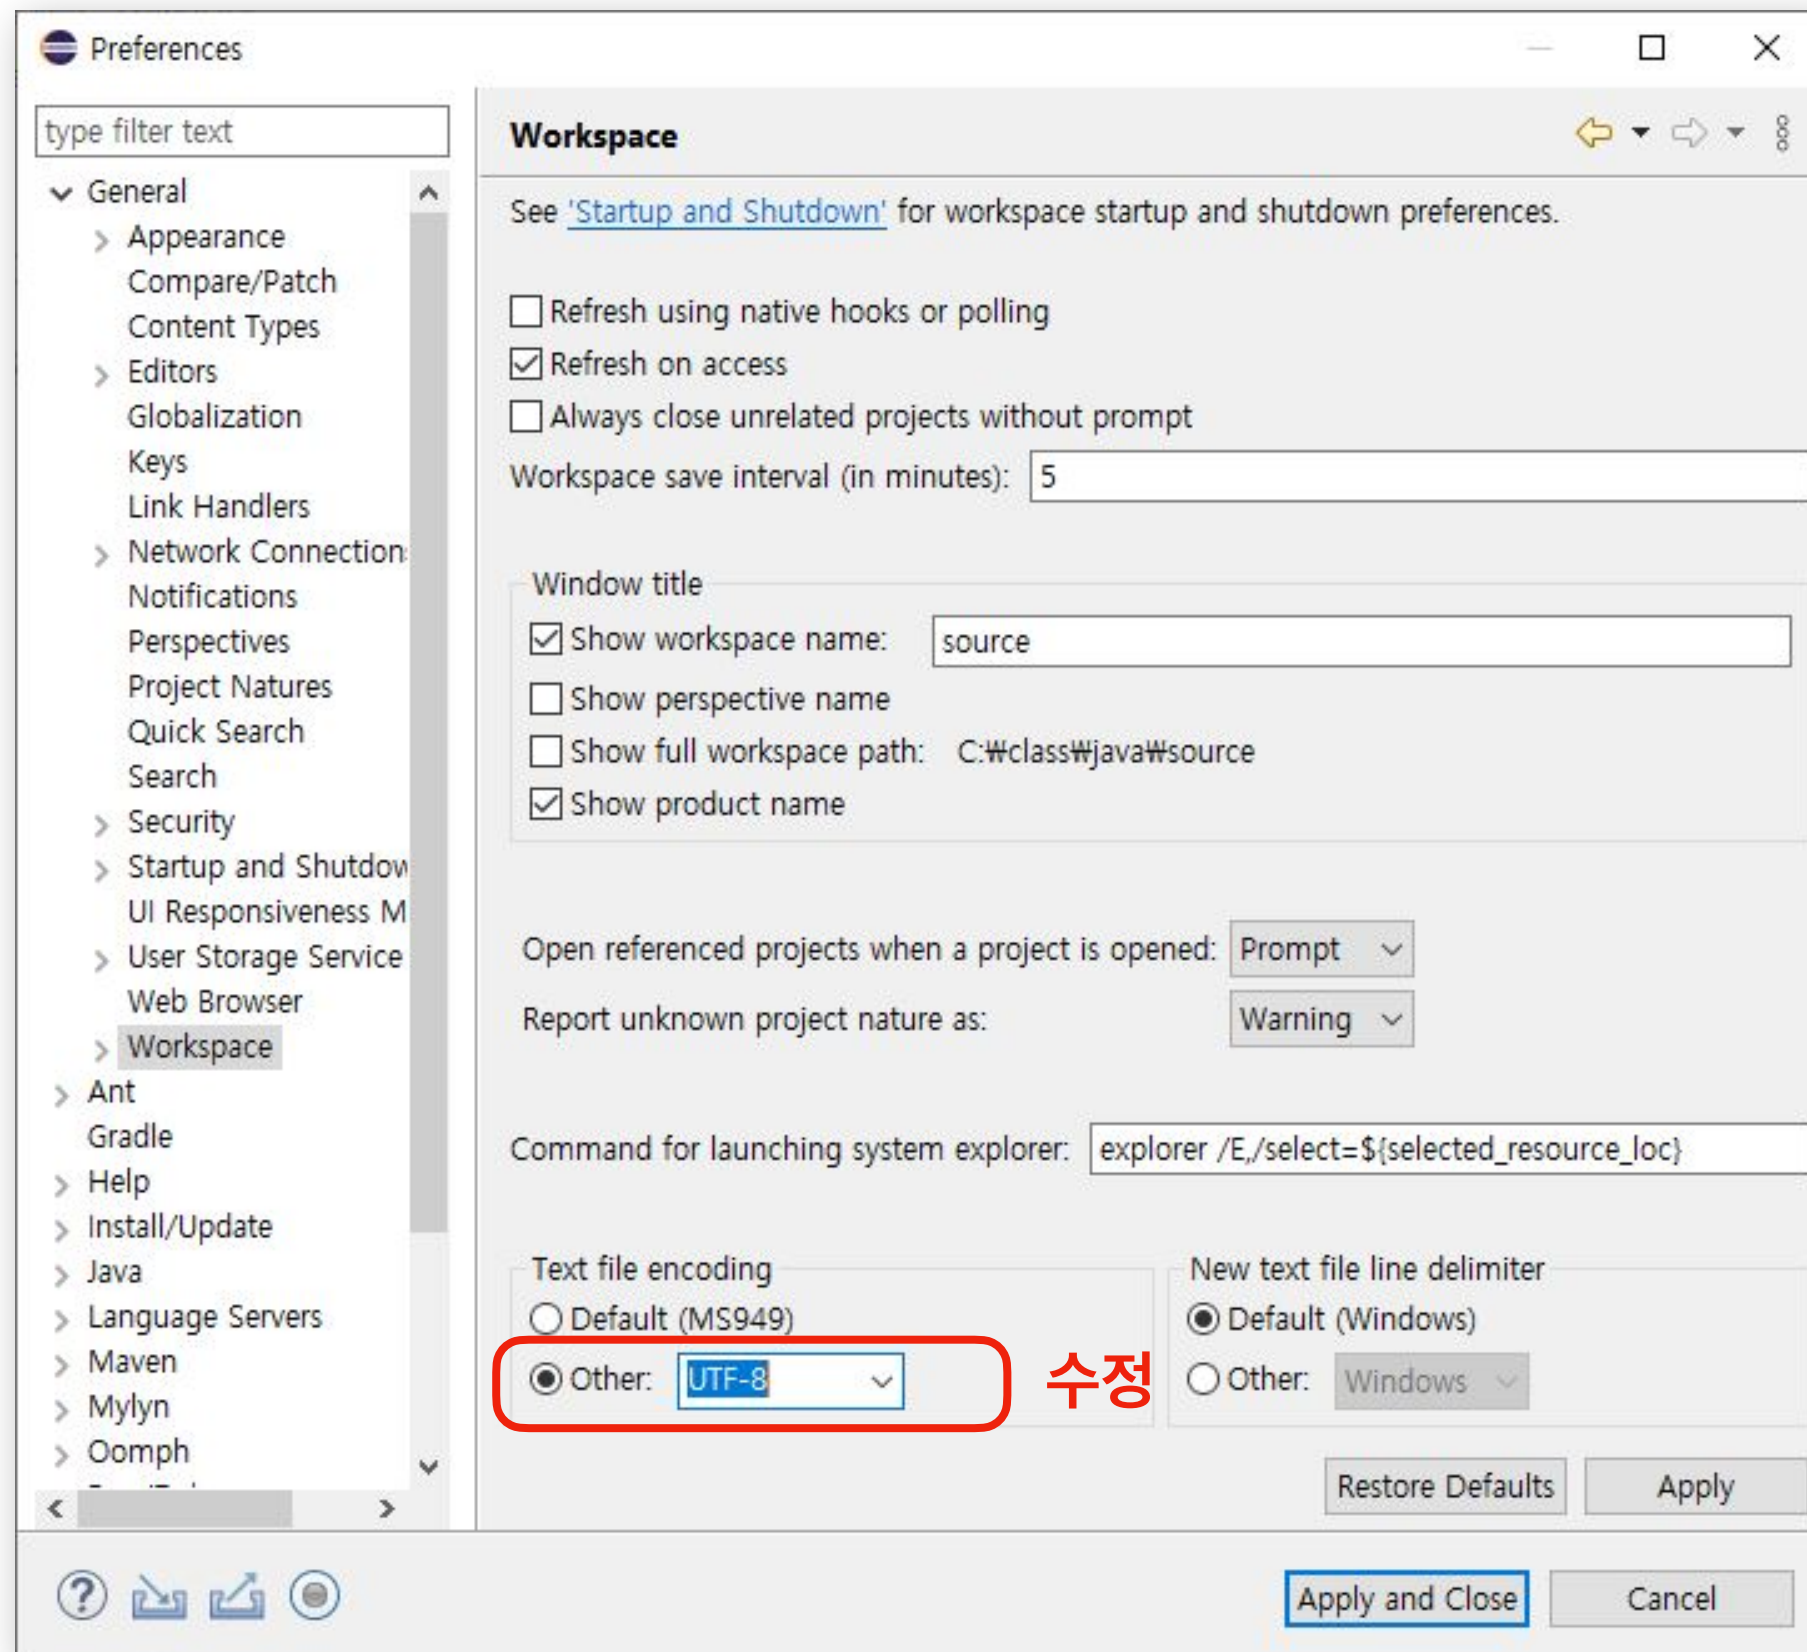 Preferences
type filter text
General
Appearance
Compare/Patch
Content Types
Editors
Globalization
Keys
Link Handlers
Network Connection
Notifications
Perspectives
Project Natures
Quick Search
Search
Security
Startup and Shutdow
UI Responsiveness M
User Storage Service
Web Browser
Workspace
Ant
Gradle
Help
Install/Update
Java
Language Servers
Maven
Mylyn
Oomph
Workspace
See 'Startup and Shutdown' for workspace startup and shutdown preferences.
Refresh using native hooks or polling
Refresh on access
Always close unrelated projects without prompt
Workspace save interval (in minutes): 5
Window title
Show workspace name: source
Show perspective name
Show full workspace path: C:₩class₩java₩source
Show product name
Open referenced projects when a project is opened: Prompt
Report unknown project nature as: Warning
Command for launching system explorer: explorer /E,/select=${selected_resource_loc}
Text file encoding
Default (MS949)
Other: UTF-8 수정
New text file line delimiter
Default (Windows)
Other: Windows
Restore Defaults Apply
Apply and Close Cancel